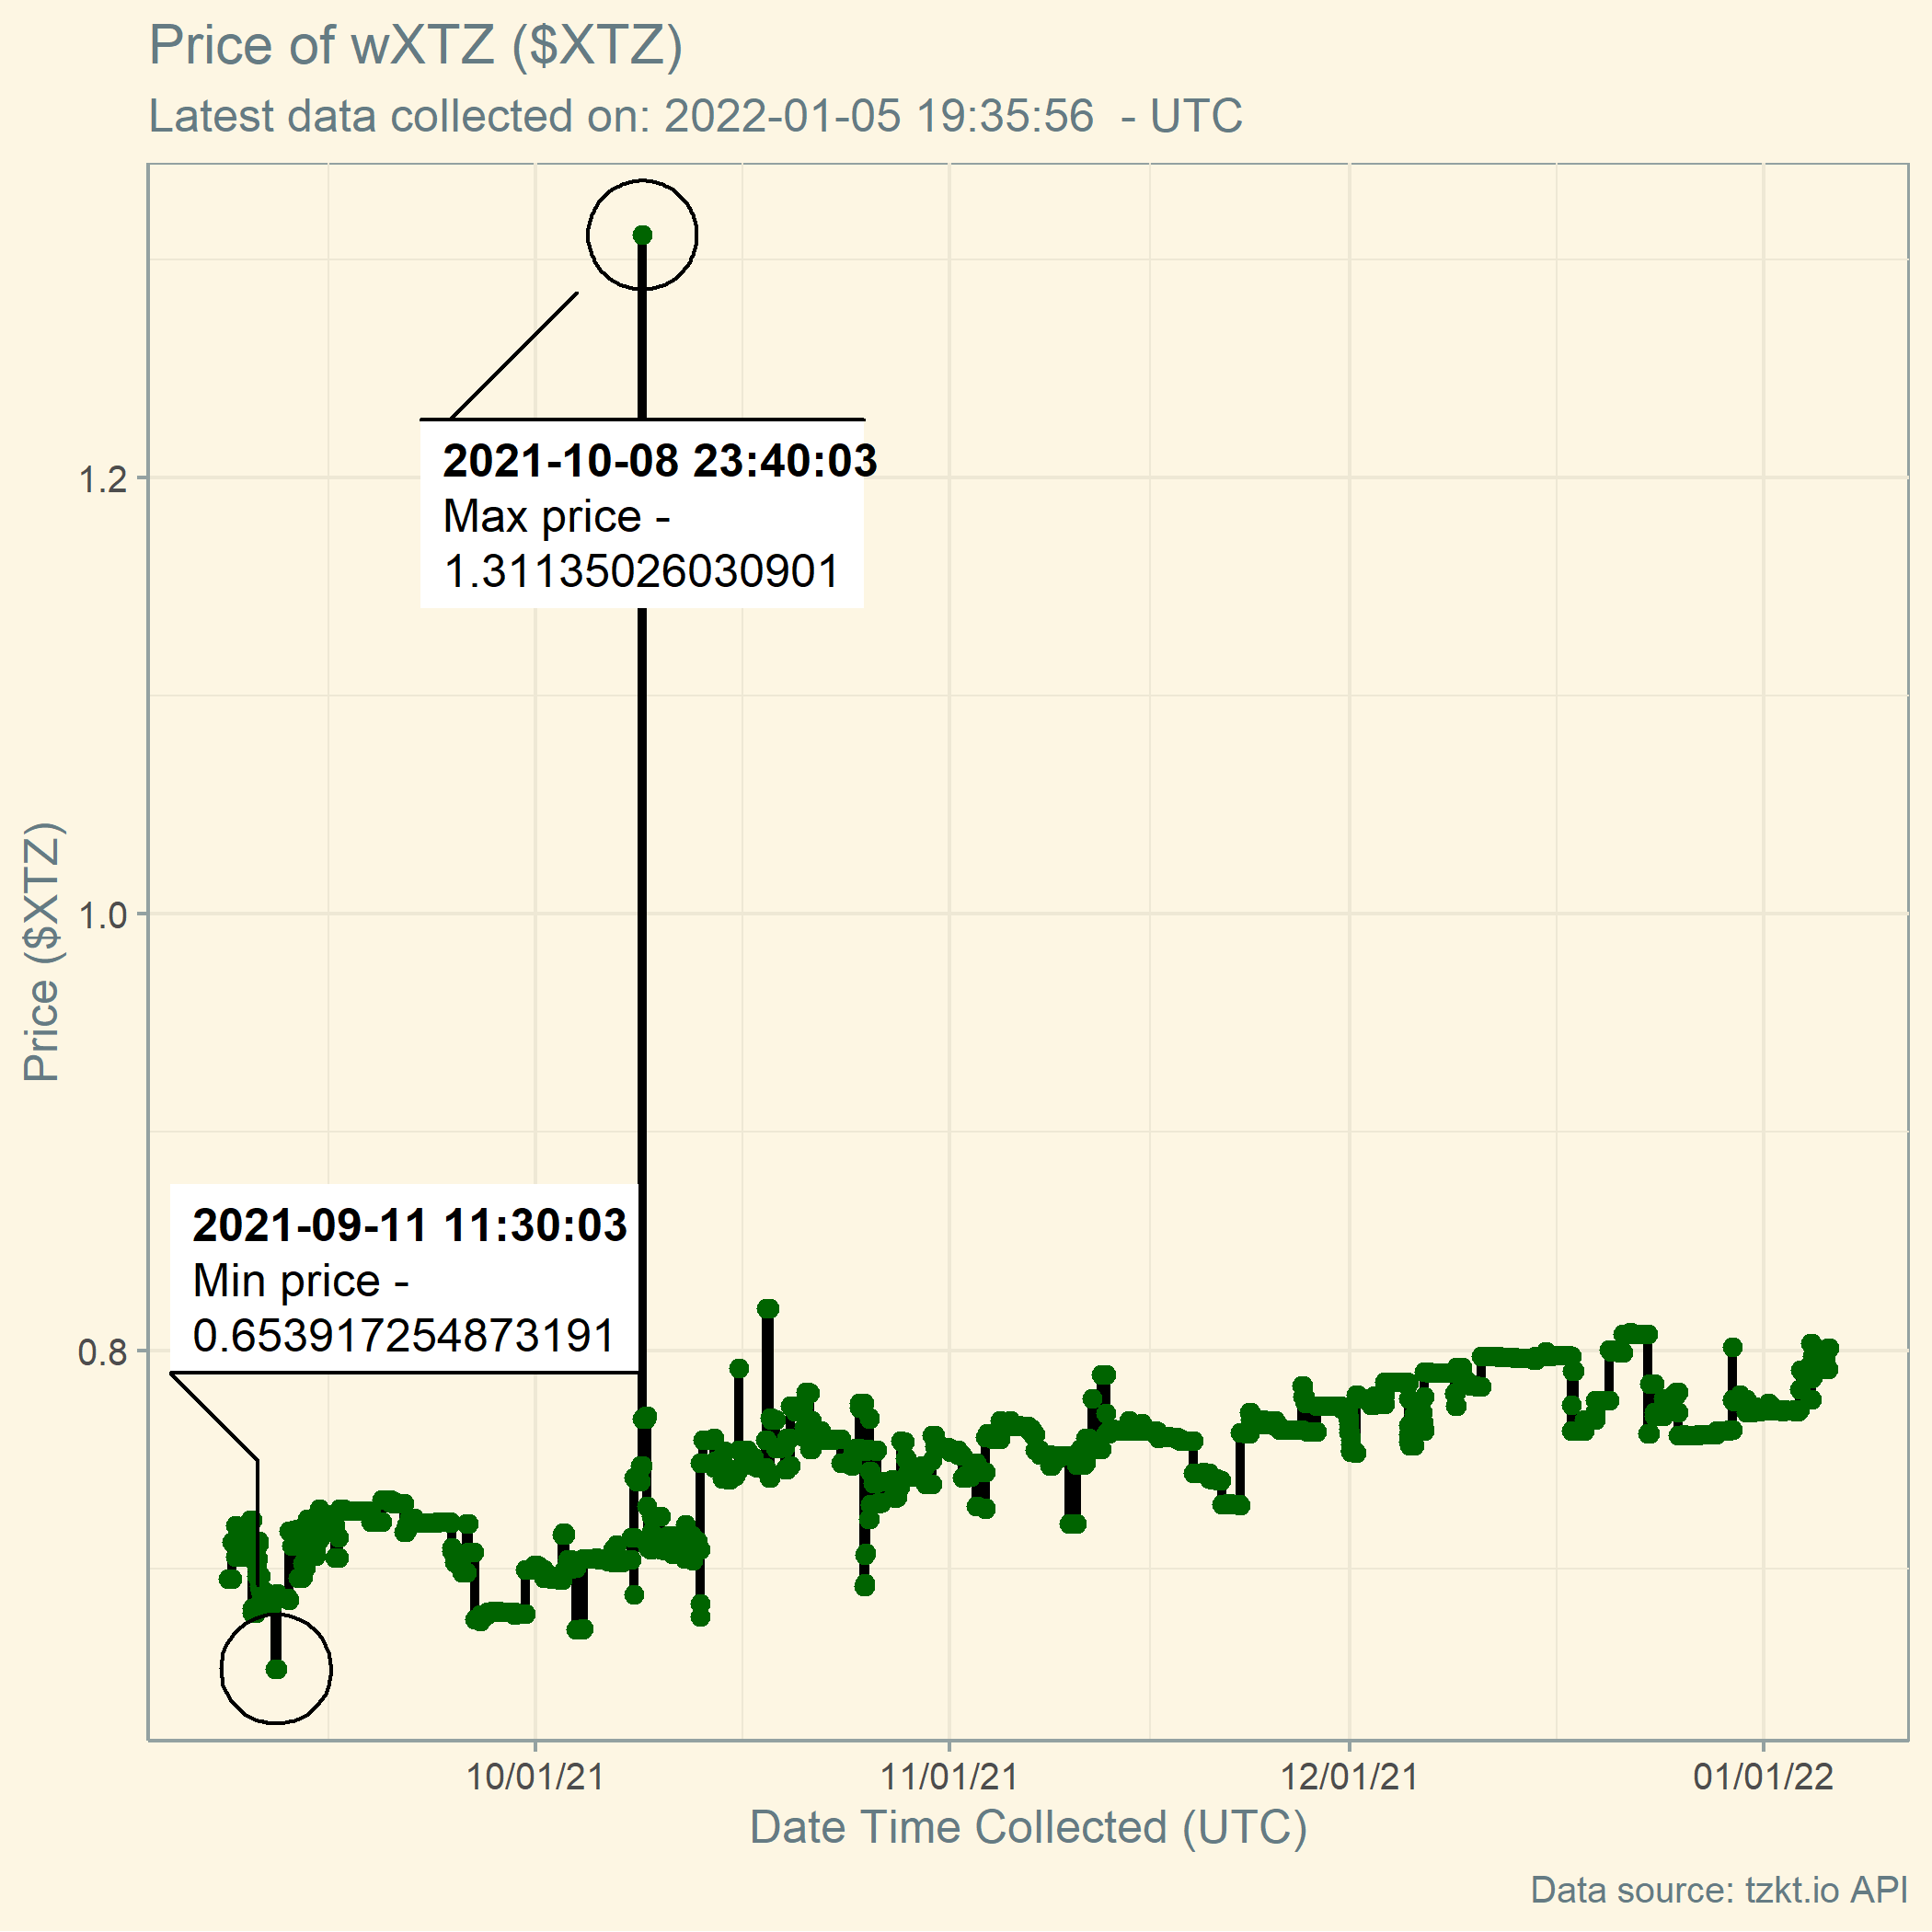 Price of wXTZ ($XTZ)
Latest data collected on: 2022-01-05 19:35:56  - UTC
2021-10-08 23:40:03
Max price -
1.31135026030901
1.2
1.0
0.8
Price ($XTZ)
2021-09-11 11:30:03
Min price -
0.653917254873191
10/01/21
11/01/21
12/01/21
01/01/22
Date Time Collected (UTC)
Data source: tzkt.io API